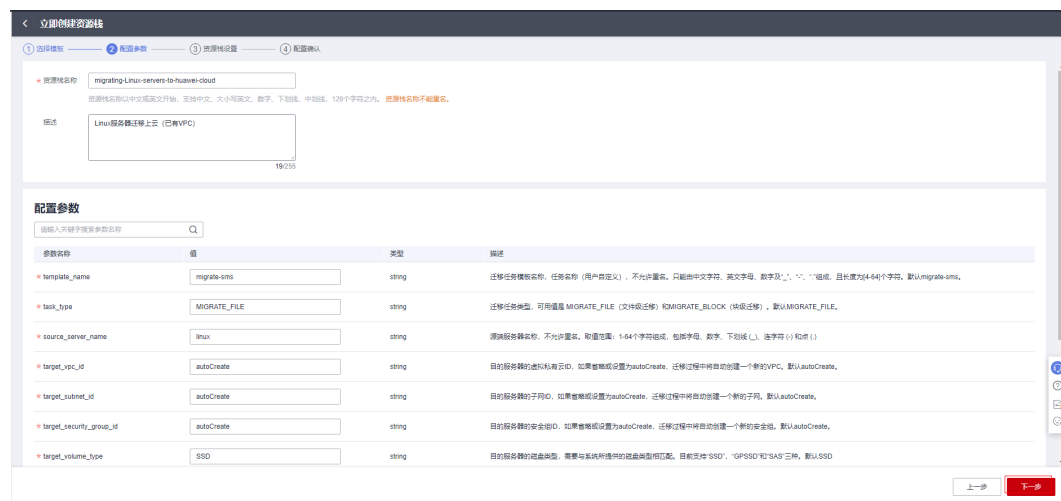 < 立即创建资源栈
1 选择模板 2 配置参数 3 资源栈设置 4 配置确认
* 资源栈名称 migrating-Linux-servers-to-huawei-cloud
资源栈名称以中文或英文开始，支持中文、大小写英文、数字、下划线、中划线，128个字符之内。 资源栈名称不能重名。
描述 Linux服务器迁移上云（已有VPC）
19/255
配置参数
请输入关键字搜索参数名称
参数名称 值 类型 描述
* template_name migrate-sms string 迁移任务模板名称，任务名称（用户自定义），不允许重名。只能由中文字符、英文字母、数字及“_”、“-”、“.”组成，且长度为[4-64]个字符。默认migrate-sms。
* task_type MIGRATE_FILE string 迁移任务类型，可用值是 MIGRATE_FILE（文件级迁移）和MIGRATE_BLOCK（块级迁移）。默认MIGRATE_FILE。
* source_server_name linux string 源端服务器名称，不允许重名。取值范围：1-64个字符组成，包括字母、数字、下划线 (_)、连字符 (-) 和点 (.)
* target_vpc_id autoCreate string 目的服务器的虚拟私有云ID，如果省略或设置为autoCreate，迁移过程中将自动创建一个新的VPC。默认autoCreate。
* target_subnet_id autoCreate string 目的服务器的子网ID，如果省略或设置为autoCreate，迁移过程中将自动创建一个新的子网。默认autoCreate。
* target_security_group_id autoCreate string 目的服务器的安全组ID，如果省略或设置为autoCreate，迁移过程中将自动创建一个新的安全组。默认autoCreate。
* target_volume_type SSD string 目的服务器的磁盘类型，需要与系统所提供的磁盘类型相匹配。目前支持“SSD”、“GPSSD”和“SAS”三种。默认SSD
上一步 下一步